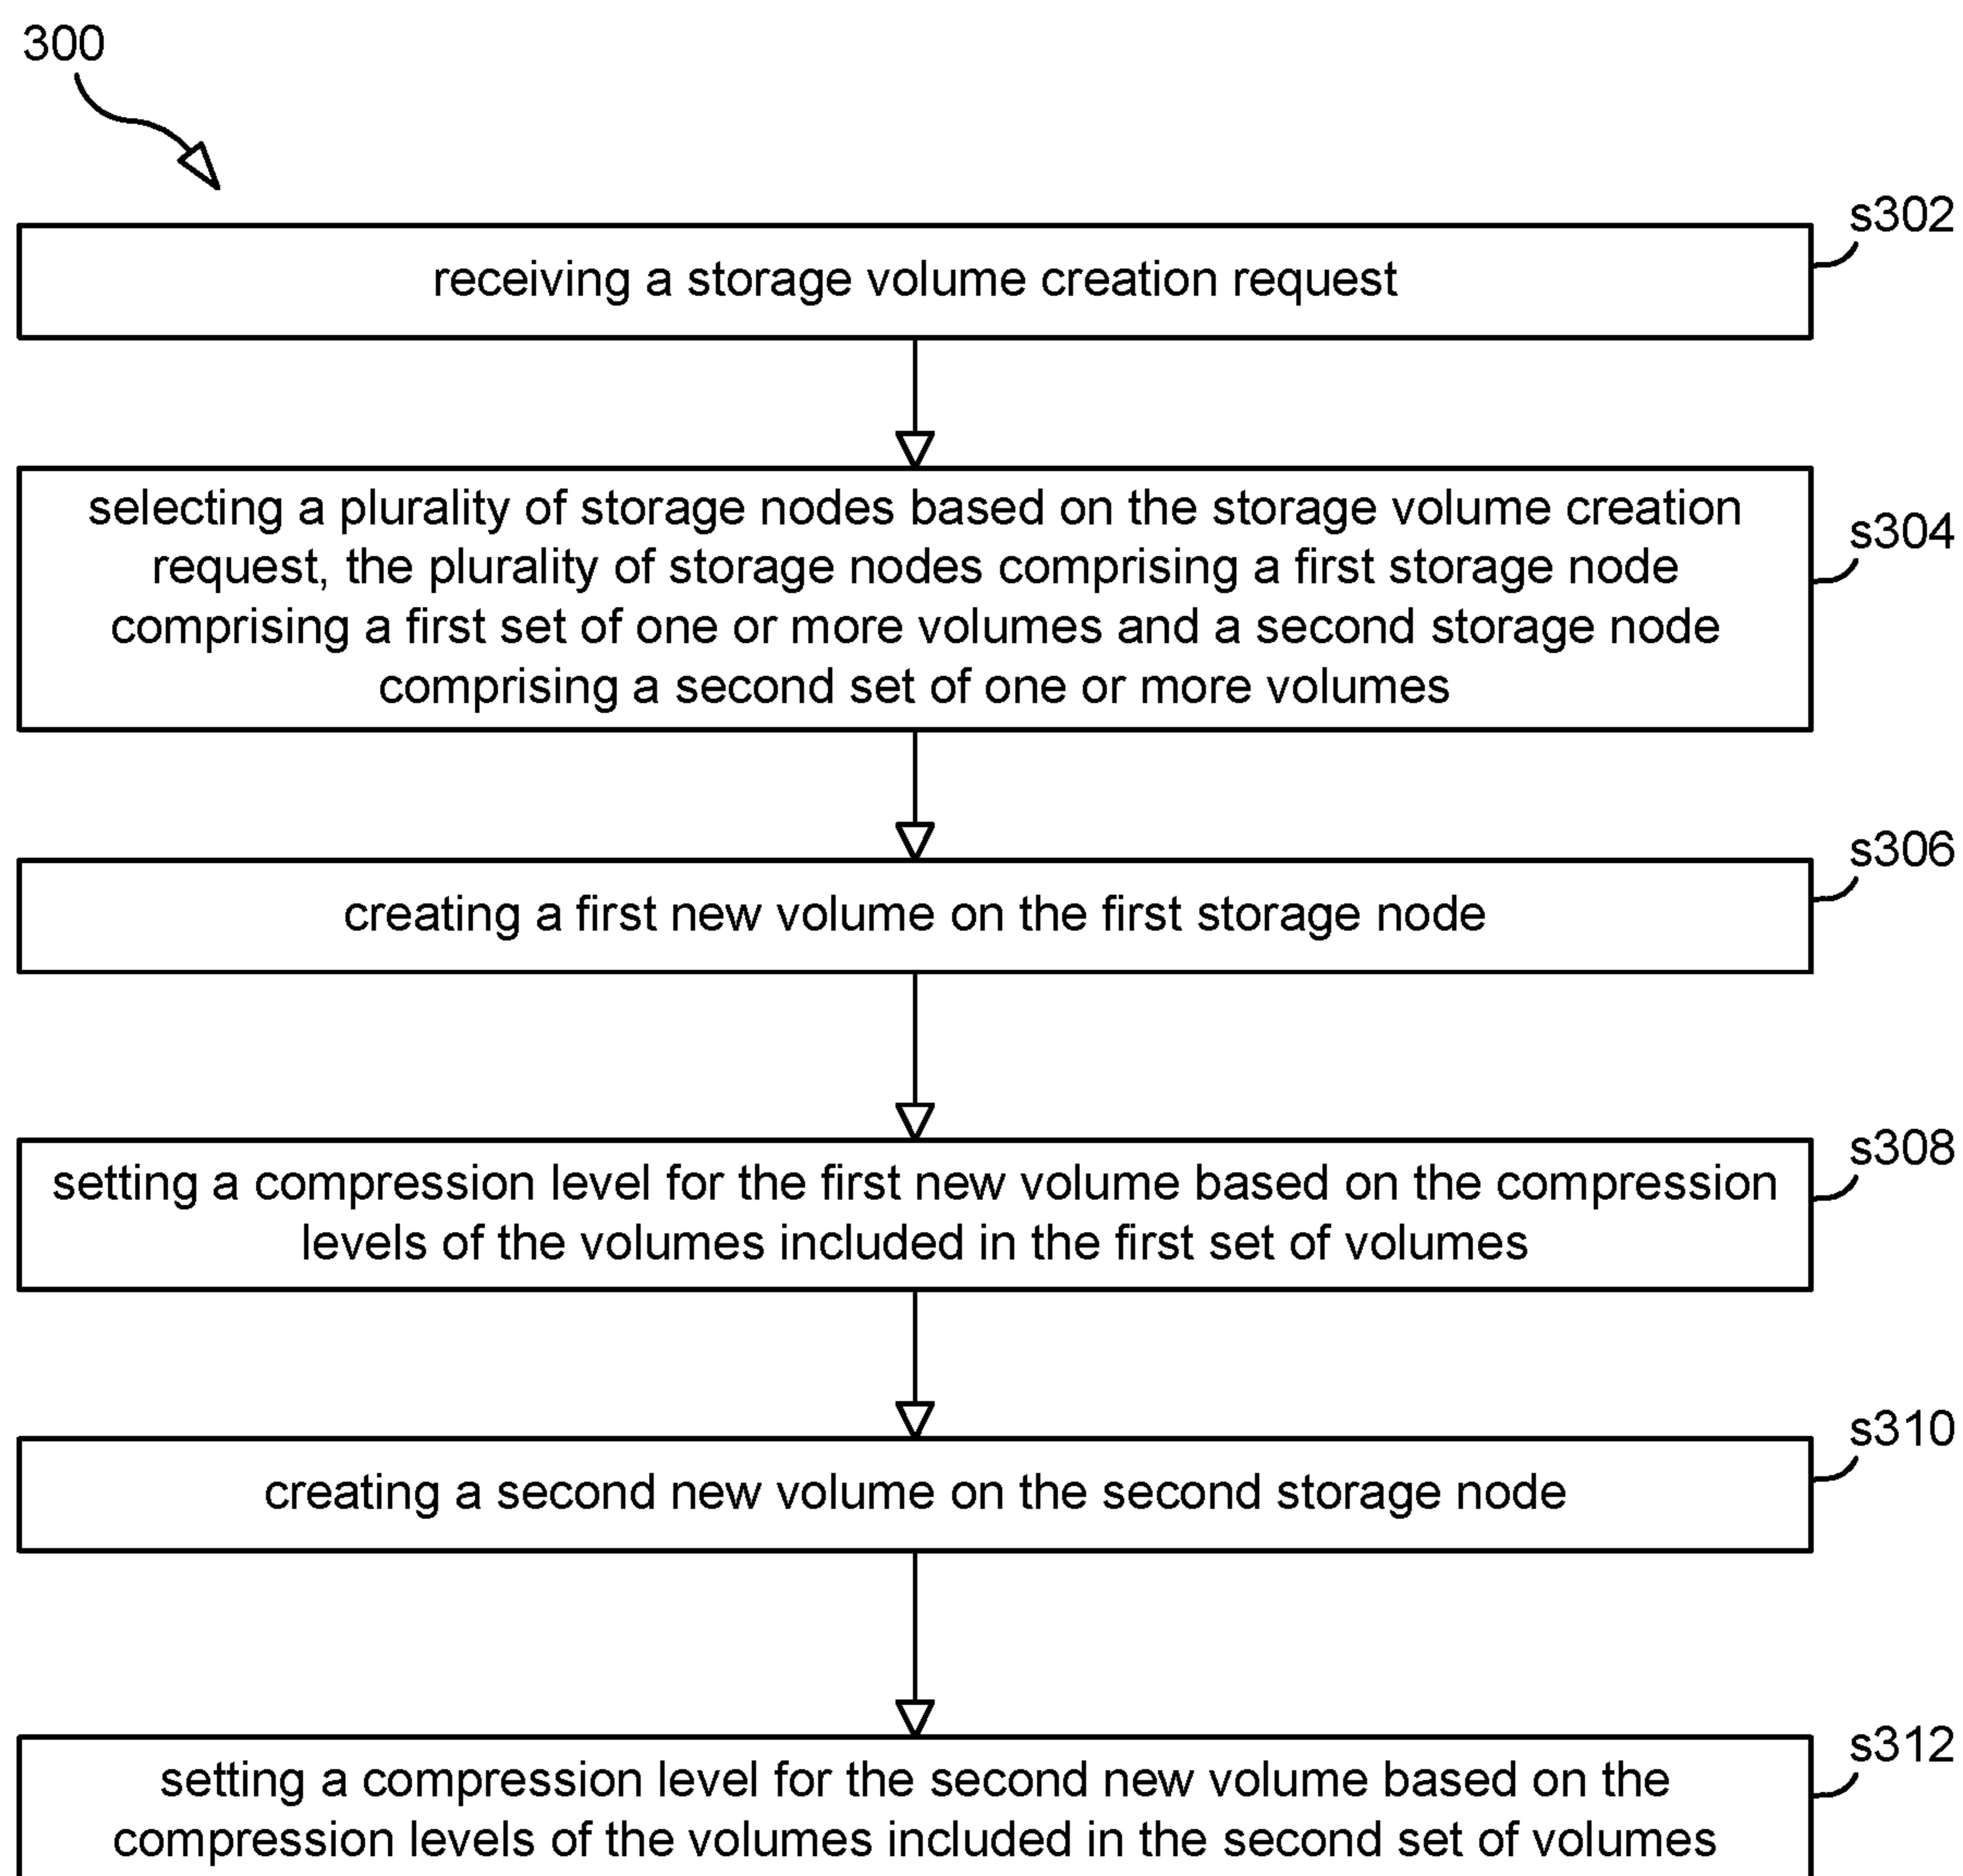 300
s302
receiving a storage volume creation request
s304
selecting a plurality of storage nodes based on the storage volume creation
request, the plurality of storage nodes comprising a first storage node
comprising a first set of one or more volumes and a second storage node
comprising a second set of one or more volumes
s306
creating a first new volume on the first storage node
s308
setting a compression level for the first new volume based on the compression
levels of the volumes included in the first set of volumes
s310
creating a second new volume on the second storage node
s312
setting a compression level for the second new volume based on the
compression levels of the volumes included in the second set of volumes